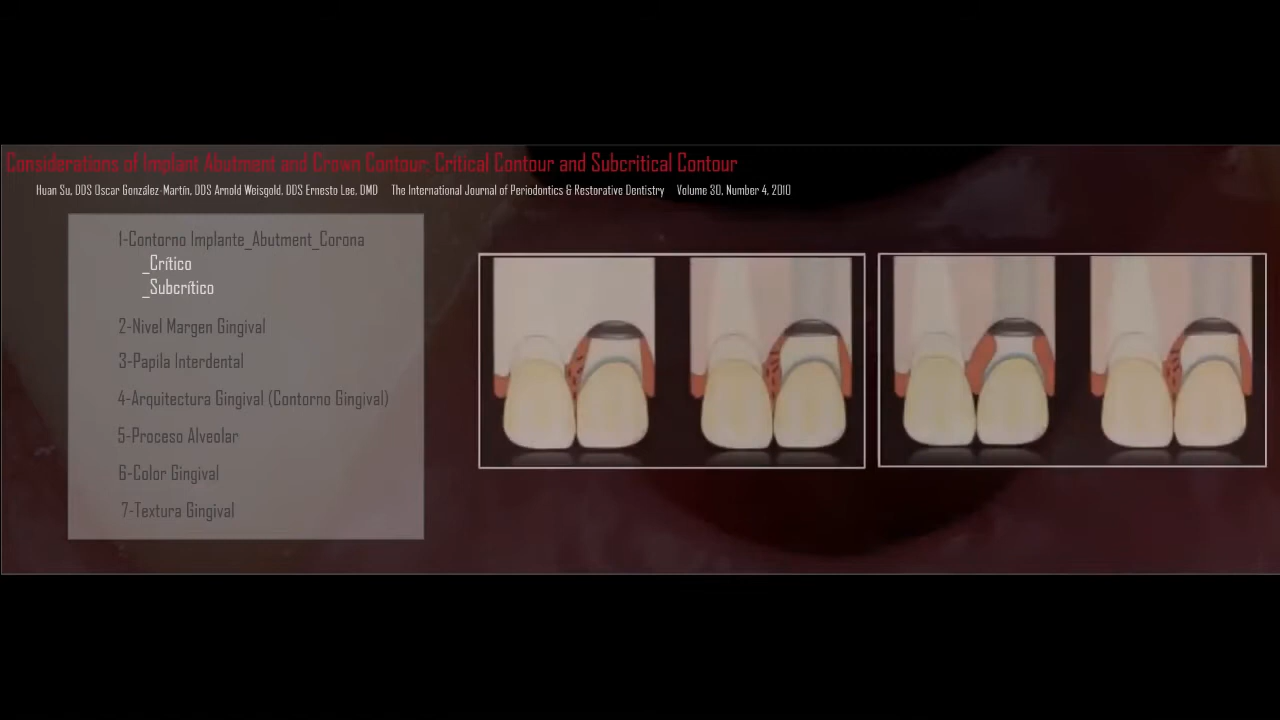 Considerations of Implant Abutment and Crown Contour: Crítical Contour and Subcritical Contour
Huan Su, DDS Oscar González-Martín, DDS Arnold Weisgold, DDS Ernesto Lee, DMD The International Journal of Periodontics & Restorative Dentistry Volume 30, Number 4, 2010
1-Contorno Implante_Abutment_Corona
_Crítico
_Subcrítico
2-Nivel Margen Gingival
3-Papila Interdental
4-Arquitectura Gingival (Contorno Gingival)
5-Proceso Alveolar
6-Color Gingival
7-Textura Gingival